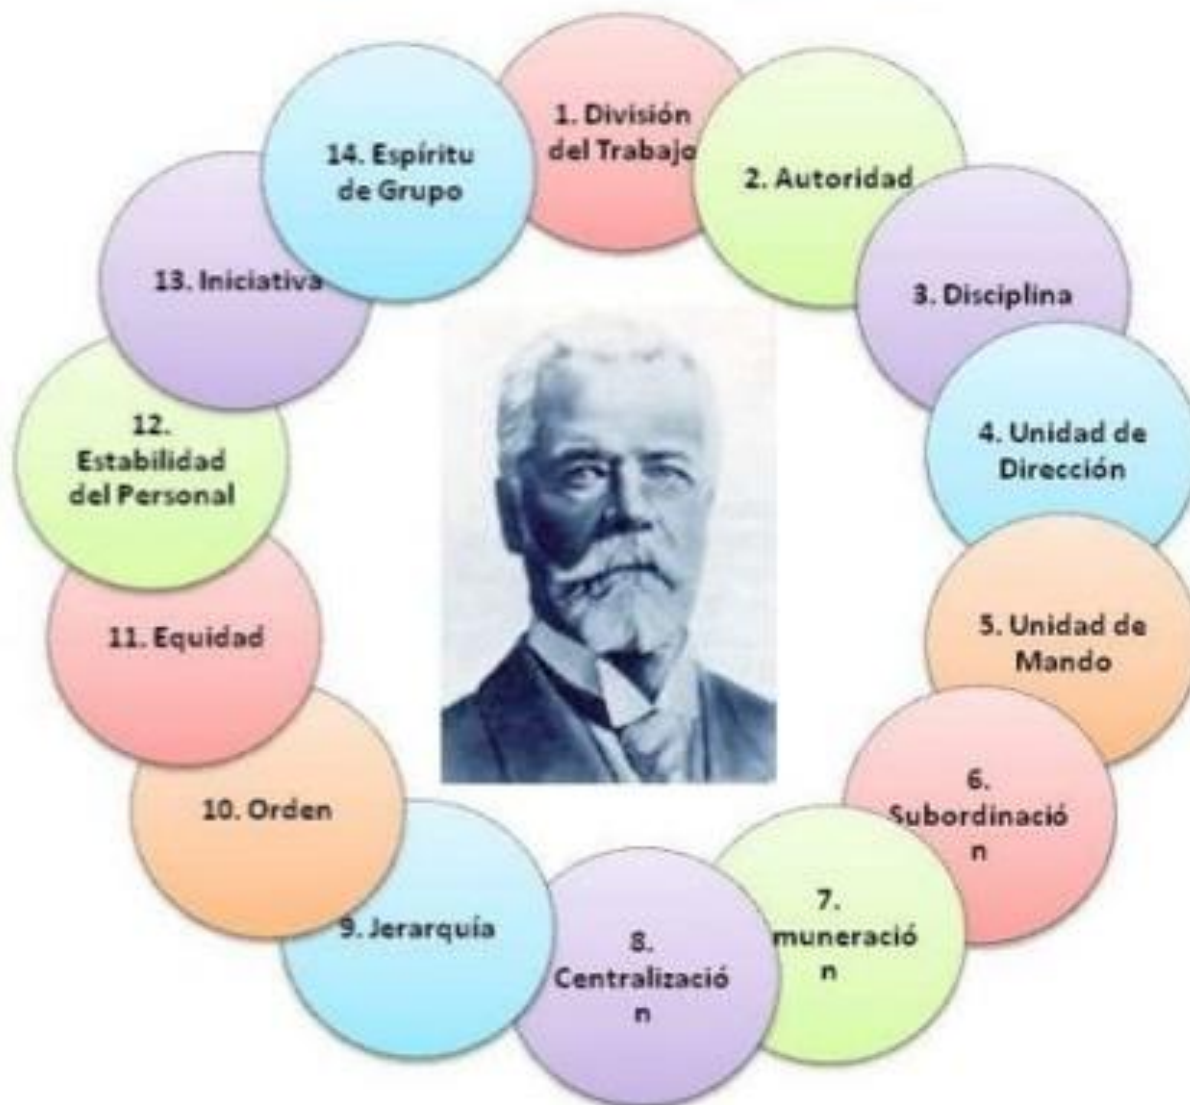 1. División
del Trabajo
2. Autoridad
3. Disciplina
4. Unidad de
Dirección
5. Unidad de
Mando
6.
Subordinació
n
7.
muneració
n
8.
Centralizació
n
9. Jerarquía
10. Orden
11. Equidad
12.
Estabilidad
del Personal
13. Iniciativa
14. Espíritu
de Grupo